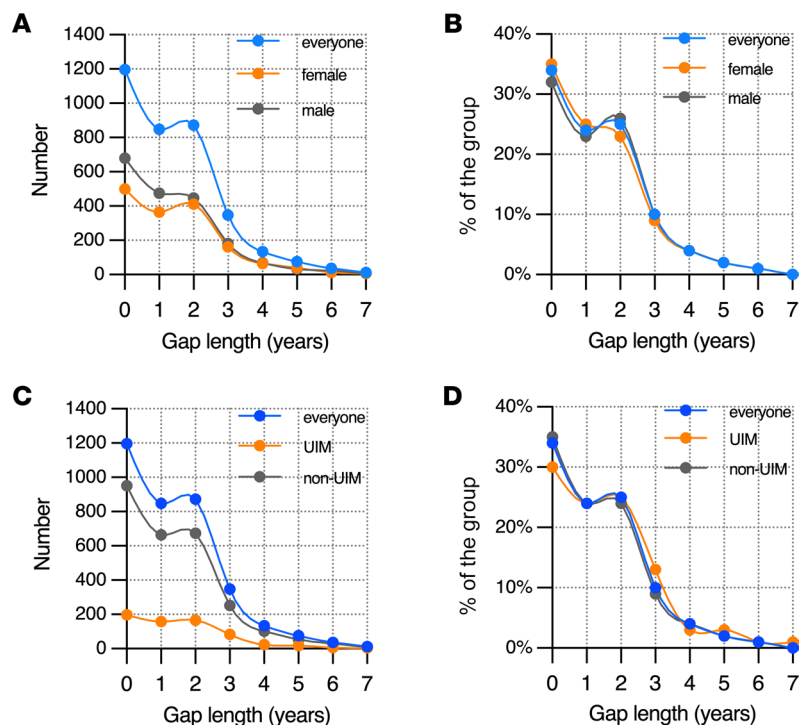 A
1400
1200
1000
800
600
400
200
0
Number
everyone
female
male
0 1 2 3 4 5 6 7
Gap length (years)
B
40%
30%
20%
10%
0%
% of the group
everyone
female
male
0 1 2 3 4 5 6 7
Gap length (years)
C
1400
1200
1000
800
600
400
200
0
Number
everyone
UIM
non-UIM
0 1 2 3 4 5 6 7
Gap length (years)
D
40%
30%
20%
10%
0%
% of the group
everyone
UIM
non-UIM
0 1 2 3 4 5 6 7
Gap length (years)